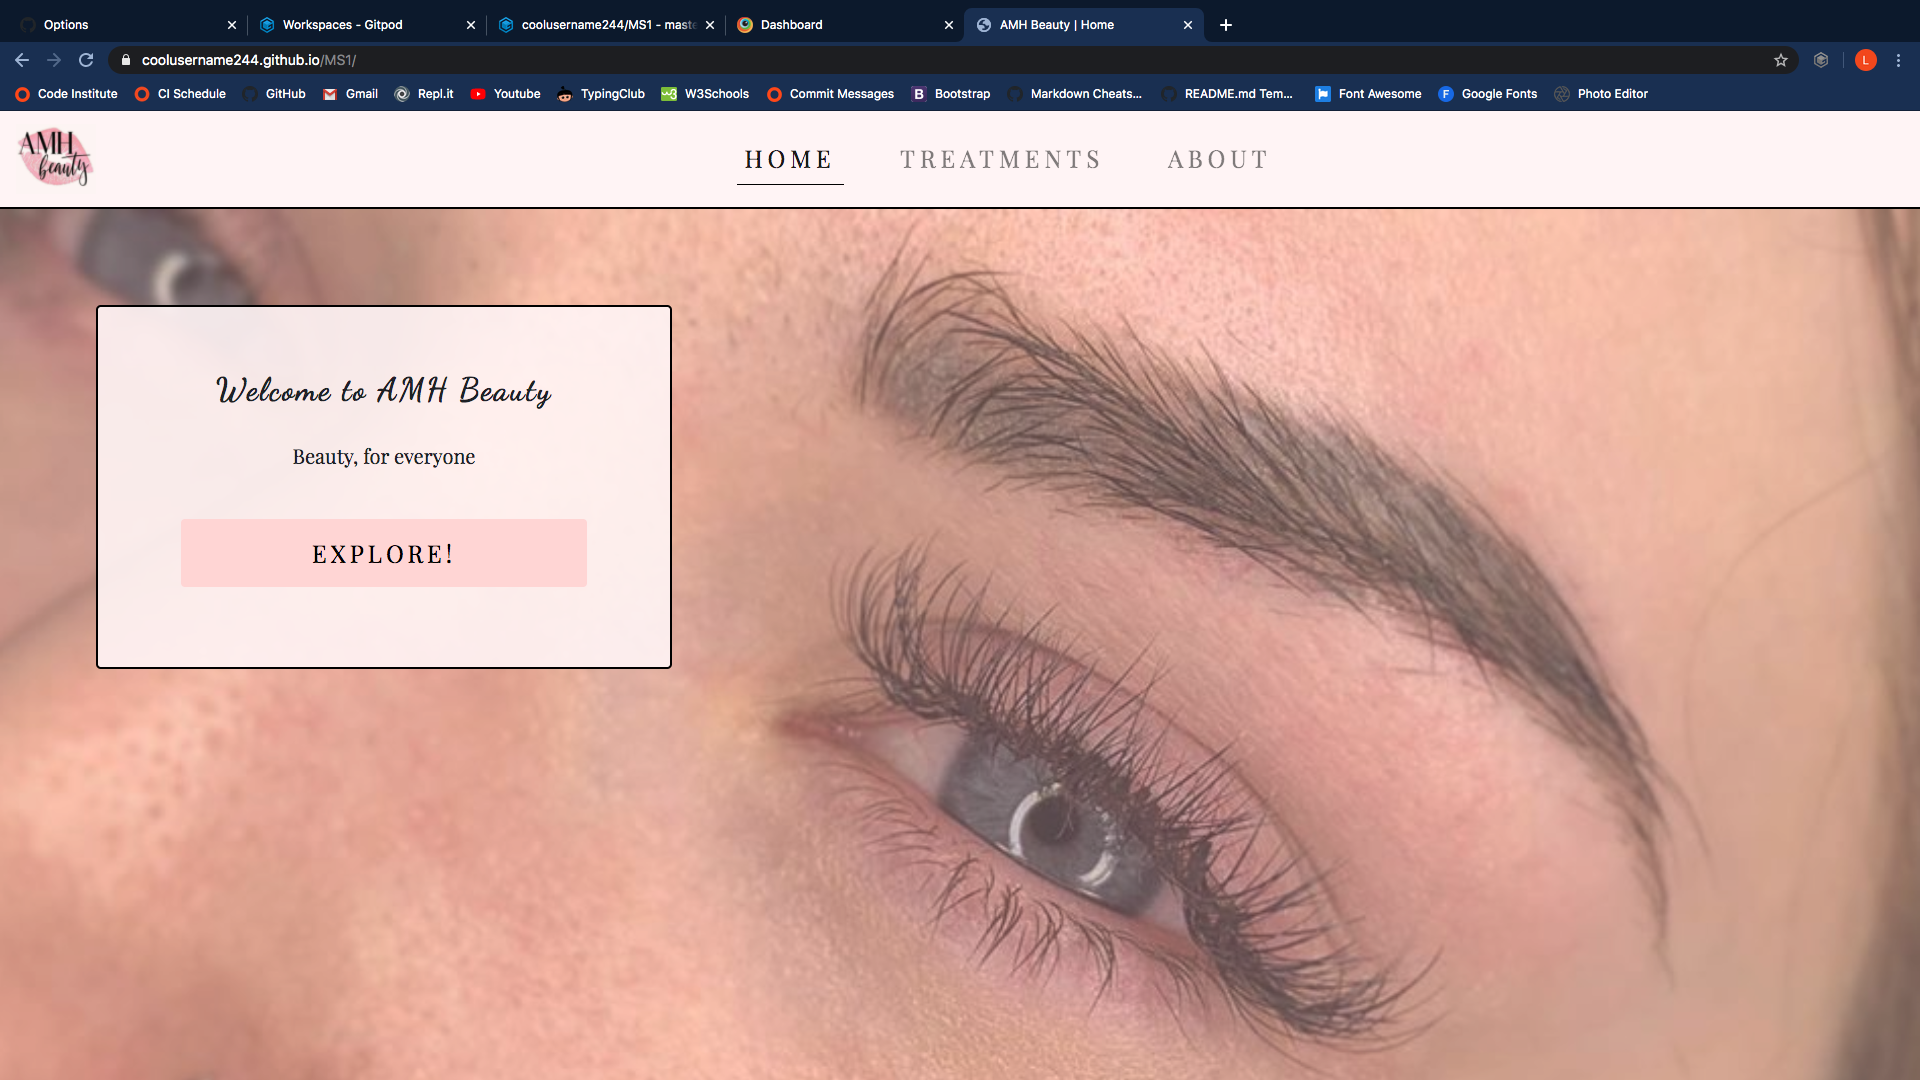 Options
Workspaces - Gitpod
coolusername244/MS1 - maste
Dashboard
AMH Beauty | Home
coolusername244.github.io/MS1/
L
Code Institute
CI Schedule
GitHub
Gmail
Repl.it
Youtube
TypingClub
W3Schools
Commit Messages
B Bootstrap
Markdown Cheats...
README.md Tem...
Font Awesome
F Google Fonts
Photo Editor
AMH
beauty
HOME
TREATMENTS
ABOUT
Welcome to AMH Beauty
Beauty, for everyone
EXPLORE!